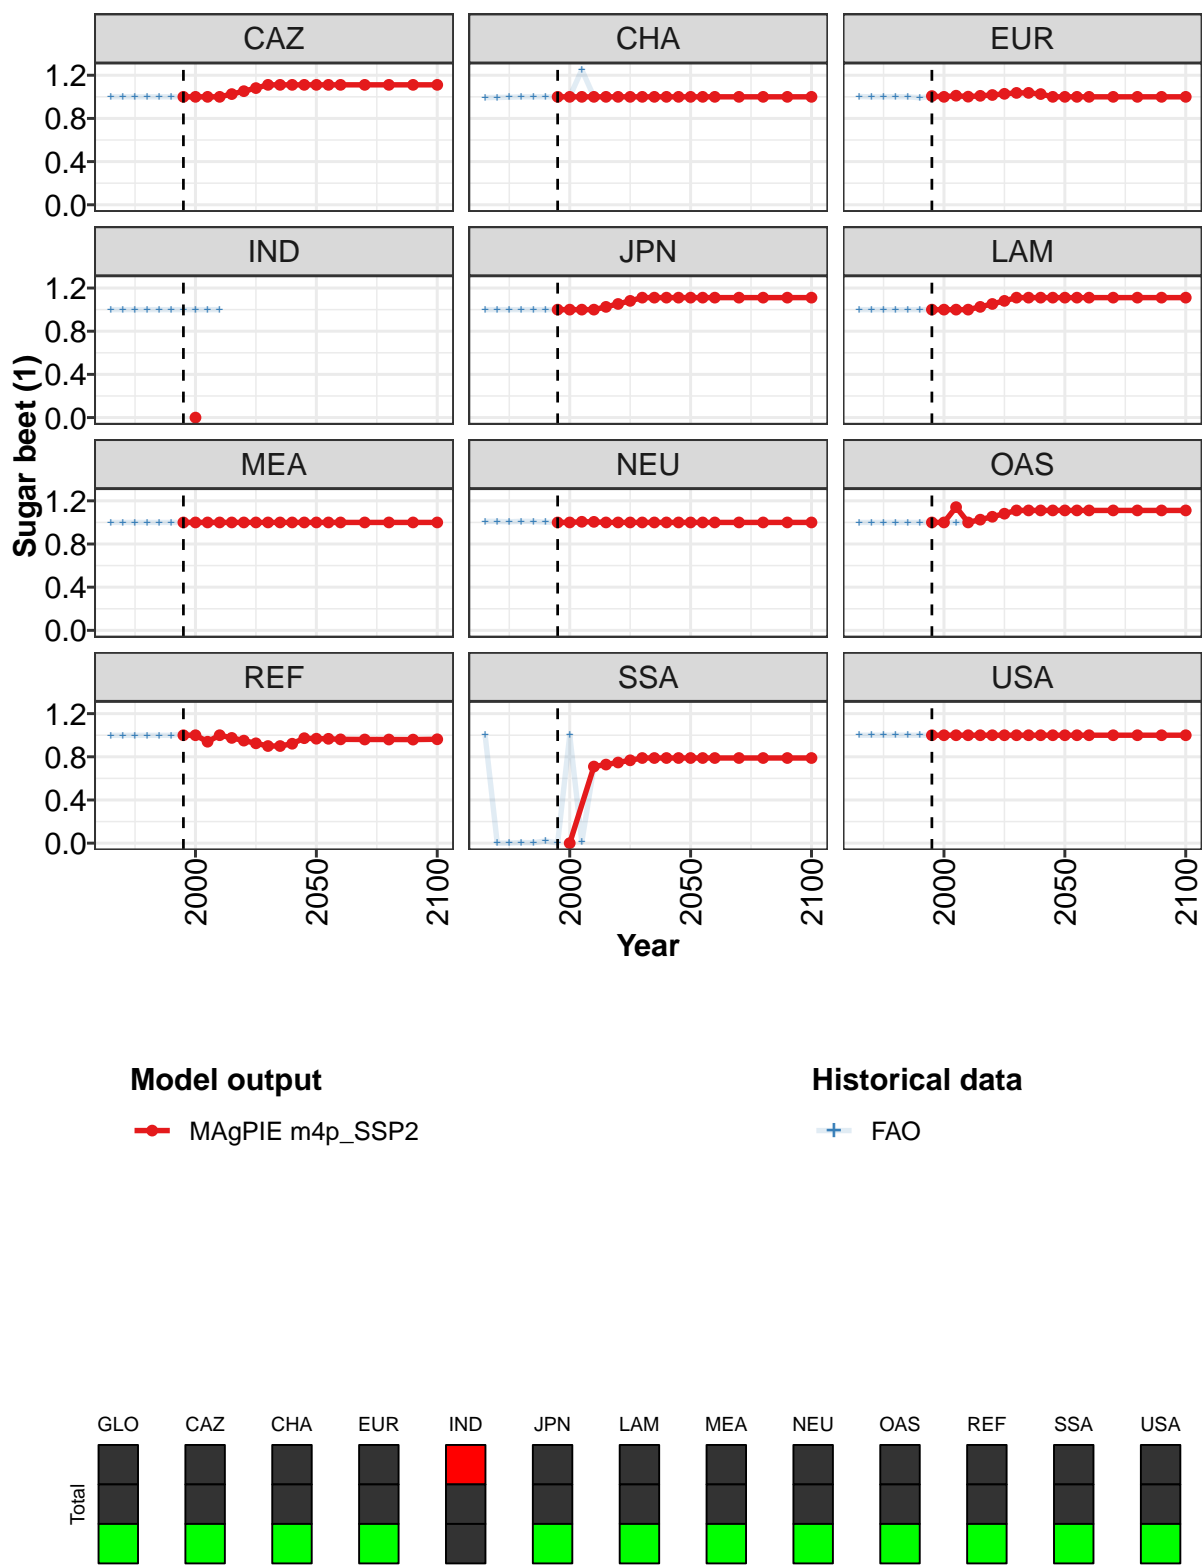 CAZ CHA EUR
1.2
0.8
0.4
0.0
IND JPN LAM
1.2
0.8
0.4
0.0
Sugar beet (1)
MEA NEU OAS
1.2
0.8
0.4
0.0
REF SSA USA
1.2
0.8
0.4
0.0
2000 2050 2100 2000 2050 2100 2000 2050 2100
Year
Model output Historical data
MAgPIE m4p_SSP2 FAO
GLO CAZ CHA EUR IND JPN LAM MEA NEU OAS REF SSA USA
Total